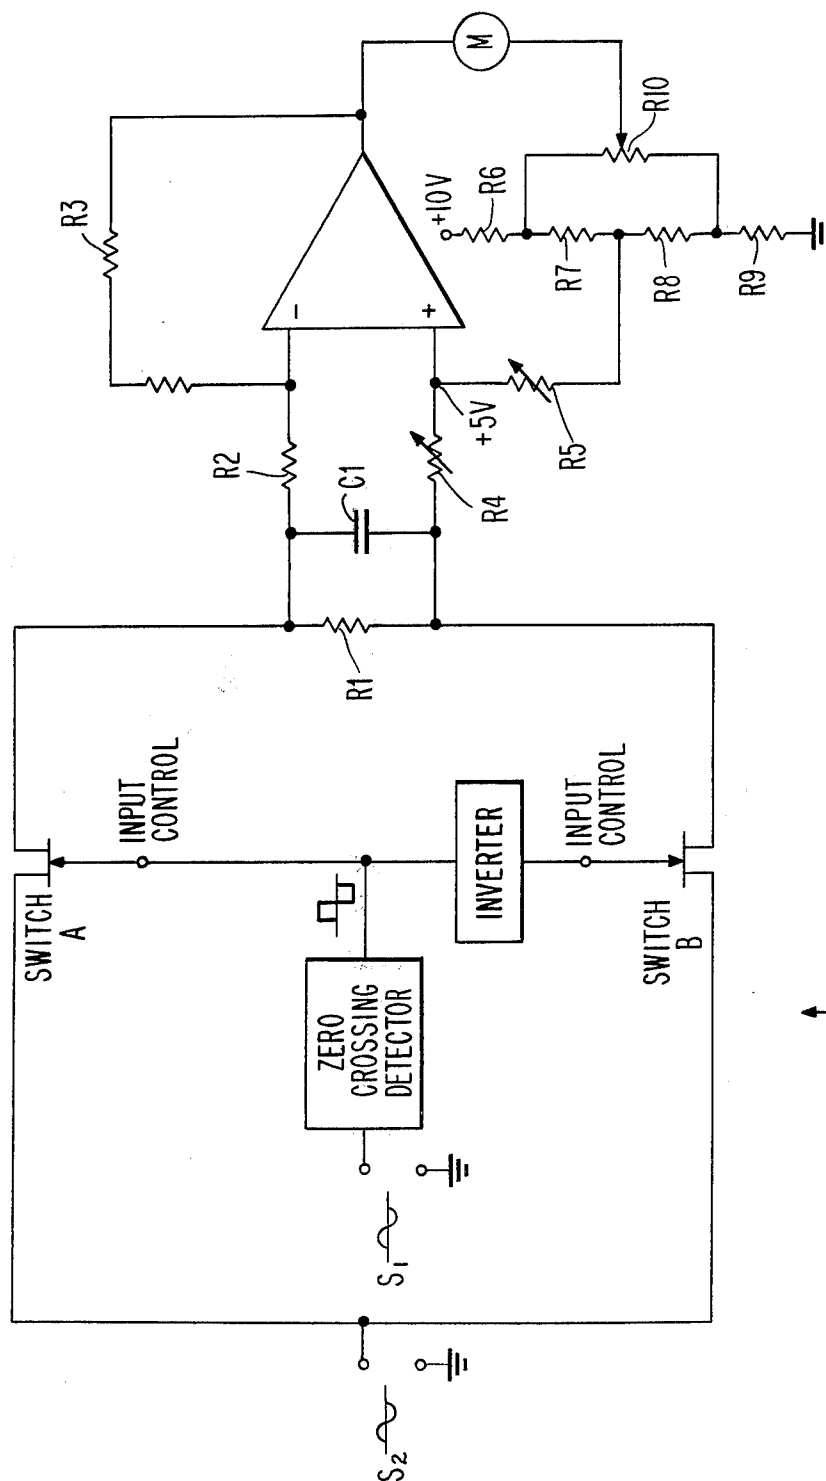 S2
S1
ZERO
CROSSING
DETECTOR
SWITCH
A
INPUT
CONTROL
INVERTER
INPUT
CONTROL
SWITCH
B
R1
C1
R2
R3
R4
+5V
R5
-
+
M
+10V
R6
R7
R8
R9
R10